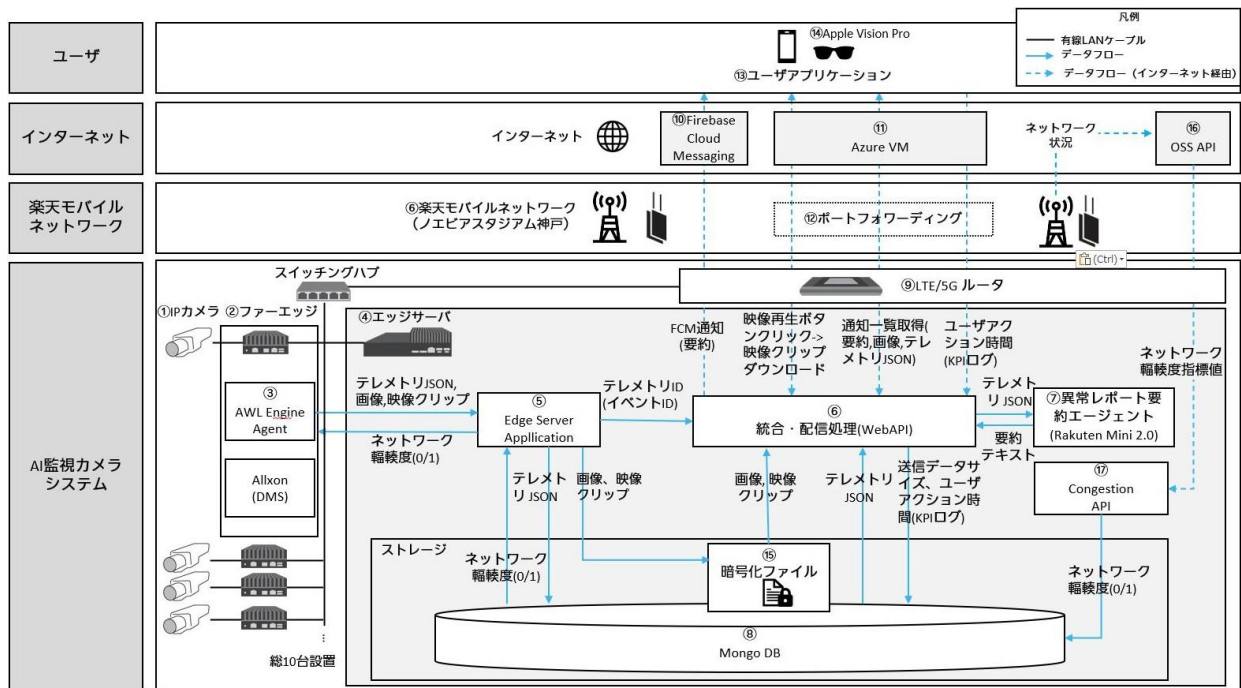 凡例
有線LANケーブル
データフロー
データフロー（インターネット経由）
ユーザ
⑭Apple Vision Pro
⑬ユーザアプリケーション
インターネット
インターネット
⑩Firebase
Cloud
Messaging
⑪
Azure VM
ネットワーク
状況
⑯
OSS API
楽天モバイル
ネットワーク
⑥楽天モバイルネットワーク
（ノエビアスタジアム神戸）
⑫ポートフォワーディング
(Ctrl)
AI監視カメラ
システム
スイッチングハブ
⑨LTE/5G ルータ
①IPカメラ
②ファーエッジ
④エッジサーバ
FCM通知
(要約)
映像再生ボタ
ンクリック->
映像クリップ
ダウンロード
通知一覧取得(
要約,画像,テレ
メトリJSON)
ユーザアク
ション時間
(KPIログ)
ネットワーク
輻輳度指標値
③
AWL Engine
Agent
テレメトリJSON,
画像,映像クリップ
ネットワーク
輻輳度(0/1)
⑤
Edge Server
Appllication
テレメトリID
(イベントID)
⑥
統合・配信処理(WebAPI)
テレメト
リ JSON
要約
テキスト
⑦異常レポート要
約エージェント
(Rakuten Mini 2.0)
Allxon
(DMS)
テレメト
リ JSON
画像、映像
クリップ
画像, 映像
クリップ
テレメトリ
JSON
送信データサ
イズ、ユーザ
アクション時
間(KPIログ)
⑰
Congestion
API
ストレージ
ネットワーク
輻輳度(0/1)
⑮
暗号化ファイル
ネットワーク
輻輳度(0/1)
⑧
Mongo DB
総10台設置